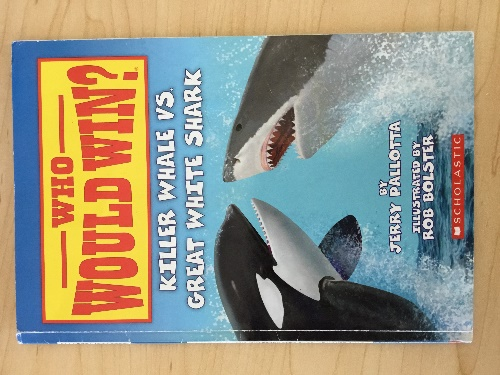 WHO
WOULD WIN?
KILLER WHALE VS.
GREAT WHITE SHARK
BY
JERRY PALLOTTA
ILLUSTRATED BY
ROB BOLSTER
SCHOLASTIC